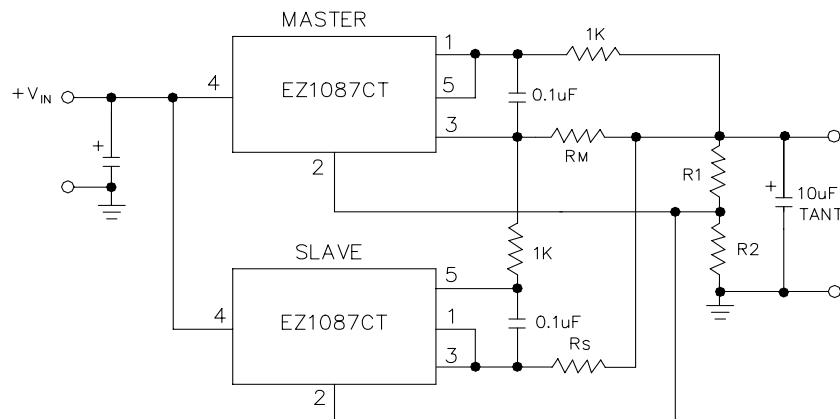 MASTER
1
1K
4
EZ1087CT
+VIN
5
0.1uF
3
RM
+
2
R1
+
10uF
TANT
SLAVE
1K
R2
5
4
EZ1087CT
1
0.1uF
3
RS
2